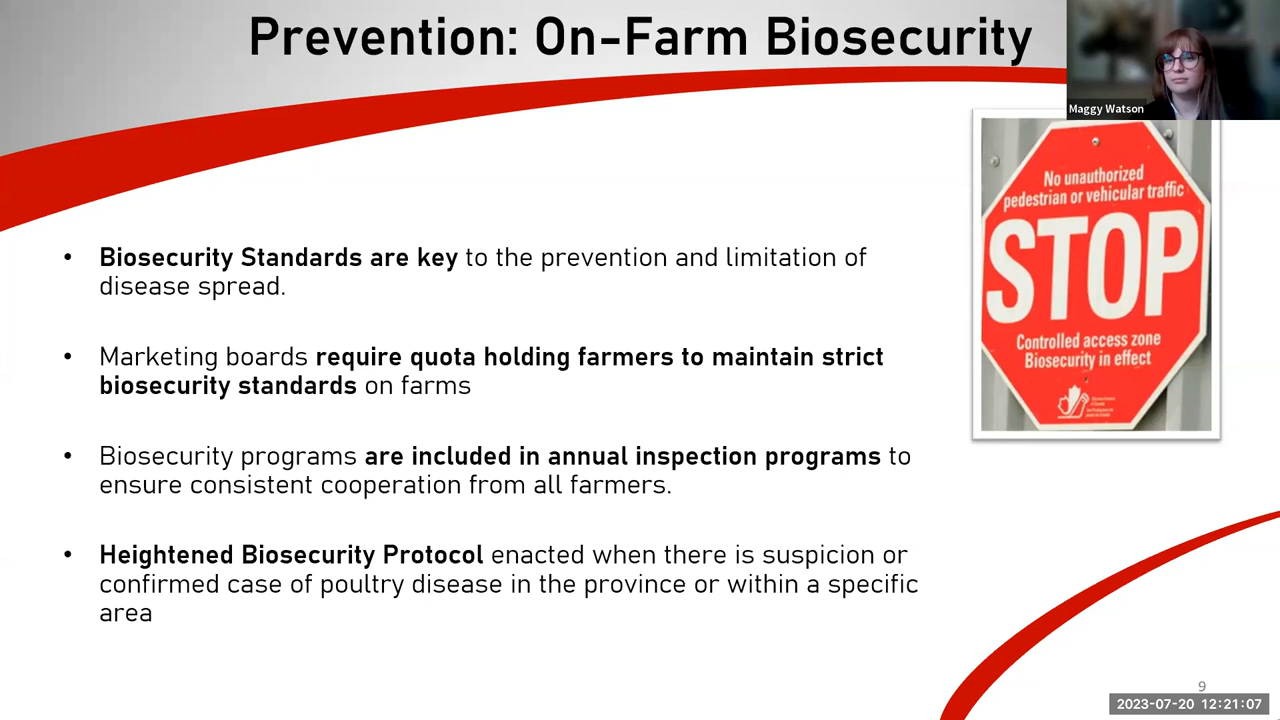 Prevention: On-Farm Biosecurity
Maggy Watson
No unauthorized
pedestrian or vehicular traffic
STOP
Controlled access zone
Biosecurity in effect
• Biosecurity Standards are key to the prevention and limitation of
disease spread.
• Marketing boards require quota holding farmers to maintain strict
biosecurity standards on farms
• Biosecurity programs are included in annual inspection programs to
ensure consistent cooperation from all farmers.
• Heightened Biosecurity Protocol enacted when there is suspicion or
confirmed case of poultry disease in the province or within a specific
area
9
2023-07-20 12:21:07